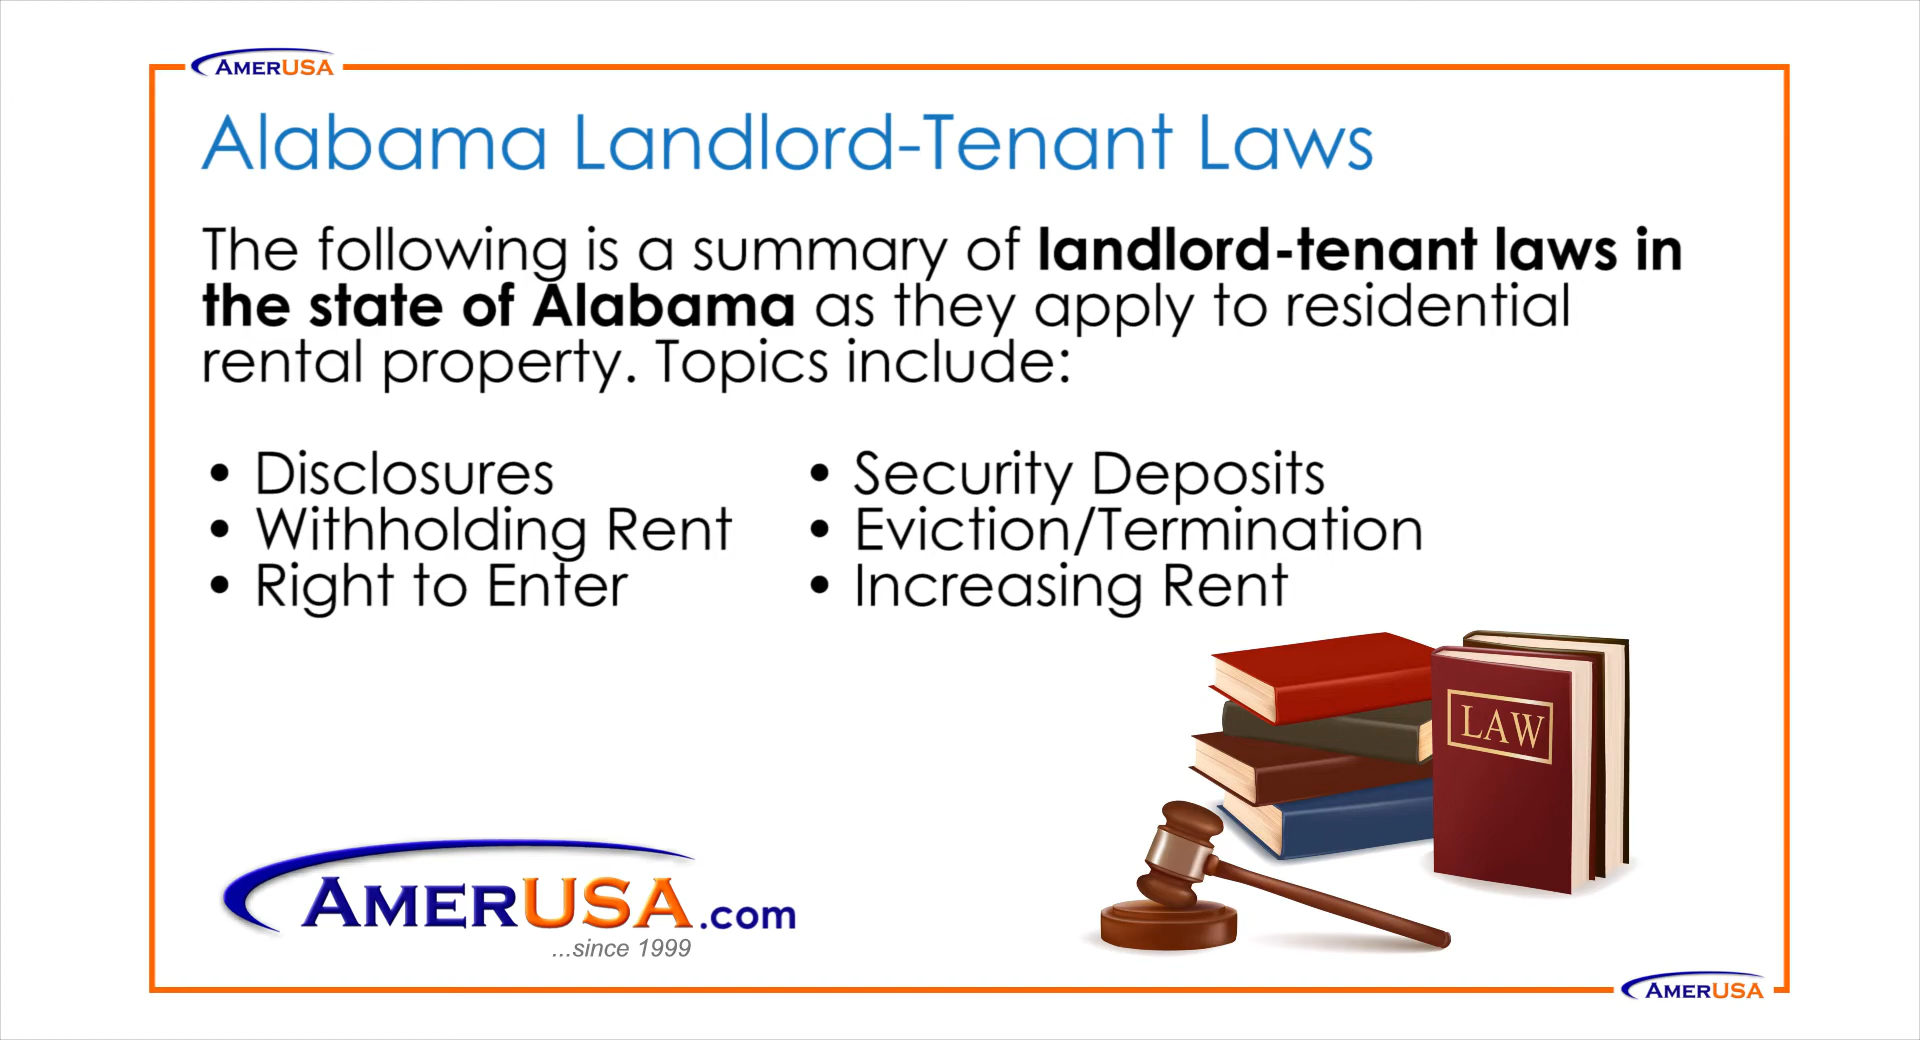 AMERUSA
Alabama Landlord-Tenant Laws
The following is a summary of landlord-tenant laws in
the state of Alabama as they apply to residential
rental property. Topics include:
• Disclosures
• Withholding Rent
• Right to Enter
• Security Deposits
• Eviction/Termination
• Increasing Rent
LAW
AMERUSA.com
...since 1999
AMERUSA